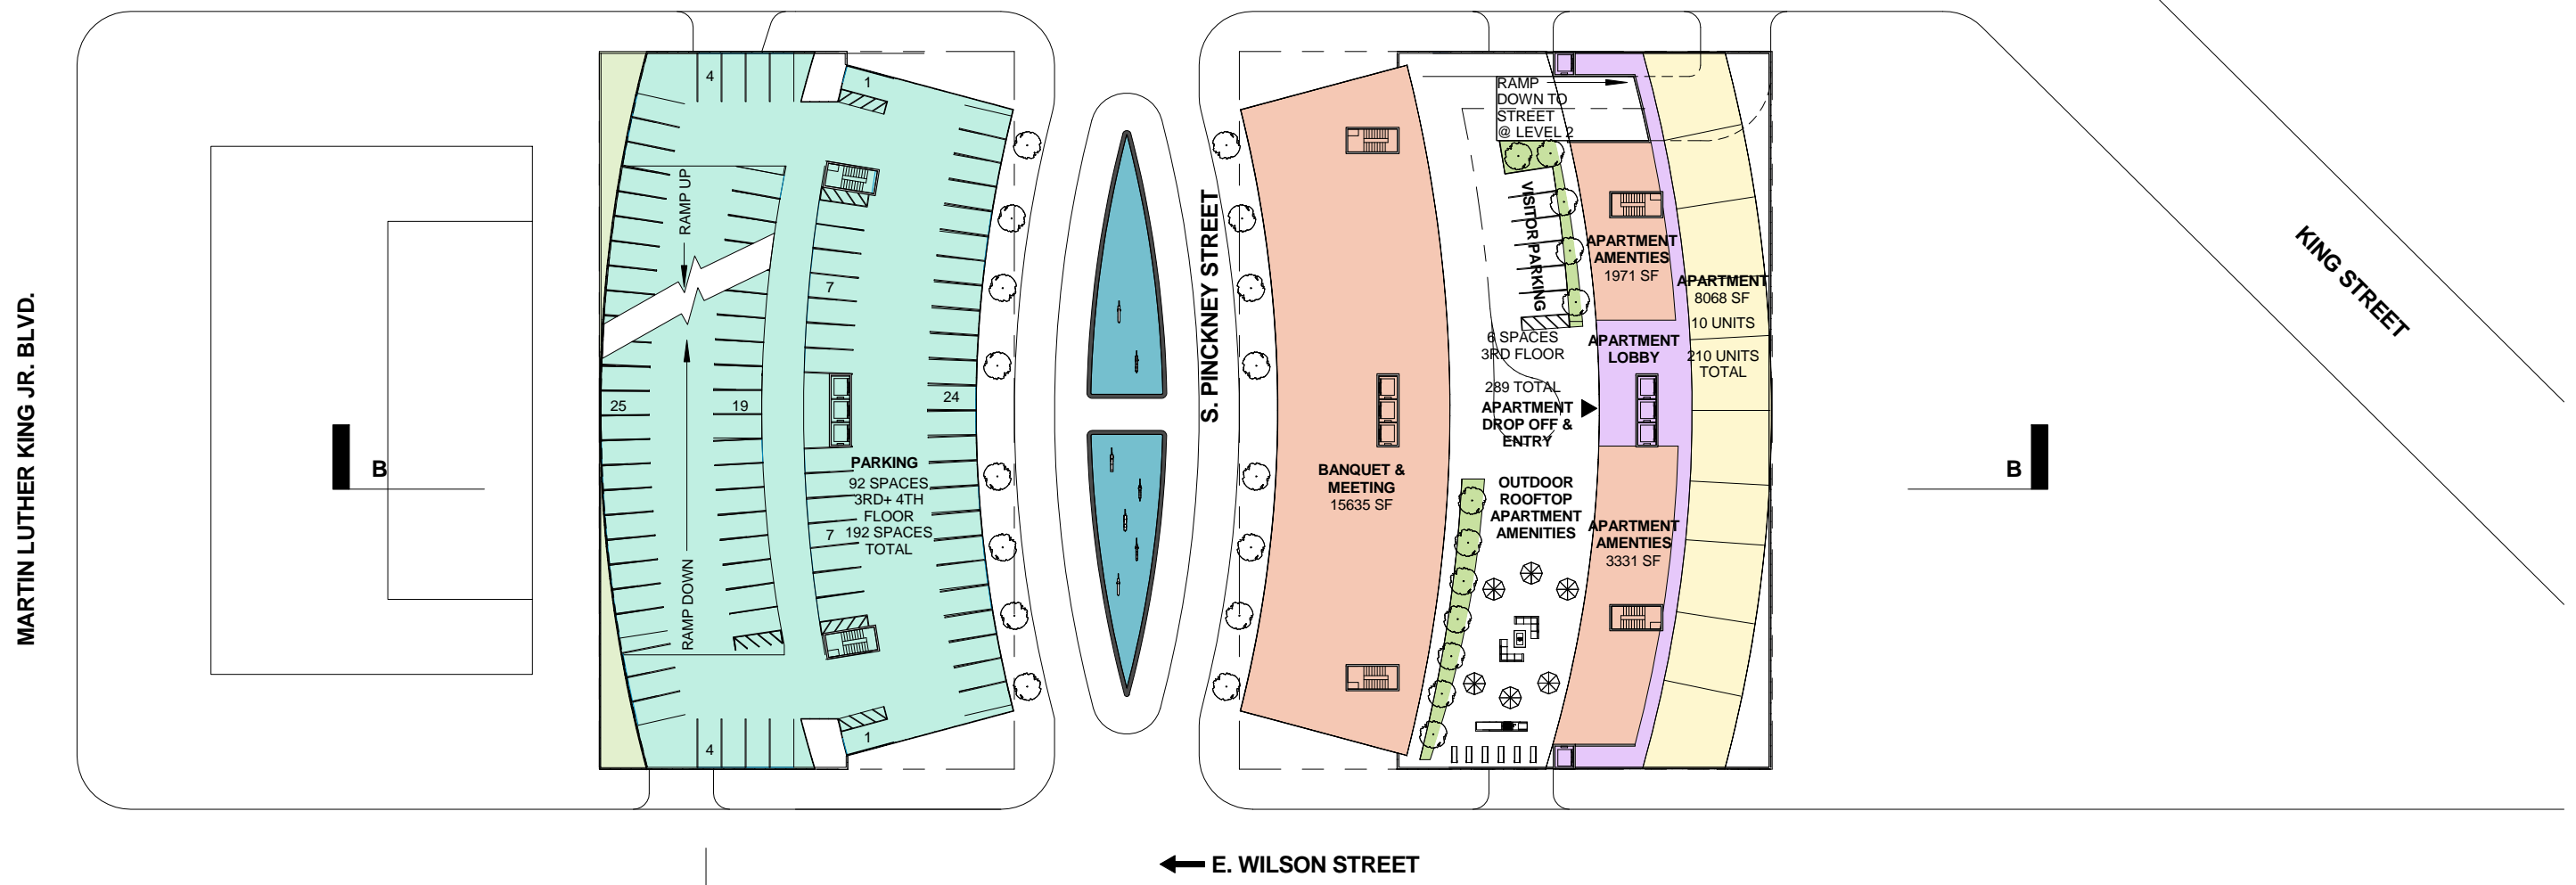 MARTIN LUTHER KING JR. BLVD.
B
4
1
RAMP UP
7
25
19
24
RAMP DOWN
PARKING
92 SPACES
3RD+ 4TH
FLOOR
192 SPACES
TOTAL
7
4
1
S. PINCKNEY STREET
BANQUET &
MEETING
15635 SF
RAMP
DOWN TO
STREET
@ LEVEL 2
VISITOR PARKING
6 SPACES
3RD FLOOR
289 TOTAL
APARTMENT
DROP OFF &
ENTRY
OUTDOOR
ROOFTOP
APARTMENT
AMENITIES
APARTMENT
AMENTIES
1971 SF
APARTMENT
LOBBY
APARTMENT
AMENTIES
3331 SF
APARTMENT
8068 SF
10 UNITS
210 UNITS
TOTAL
B
KING STREET
E. WILSON STREET